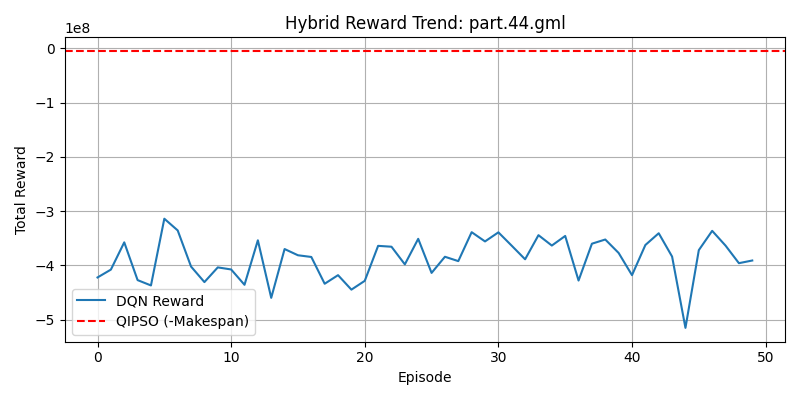 Hybrid Reward Trend: part.44.gml
1e8
0
−1
−2
−3
−4
−5
Total Reward
DQN Reward
QIPSO (-Makespan)
0 10 20 30 40 50
Episode